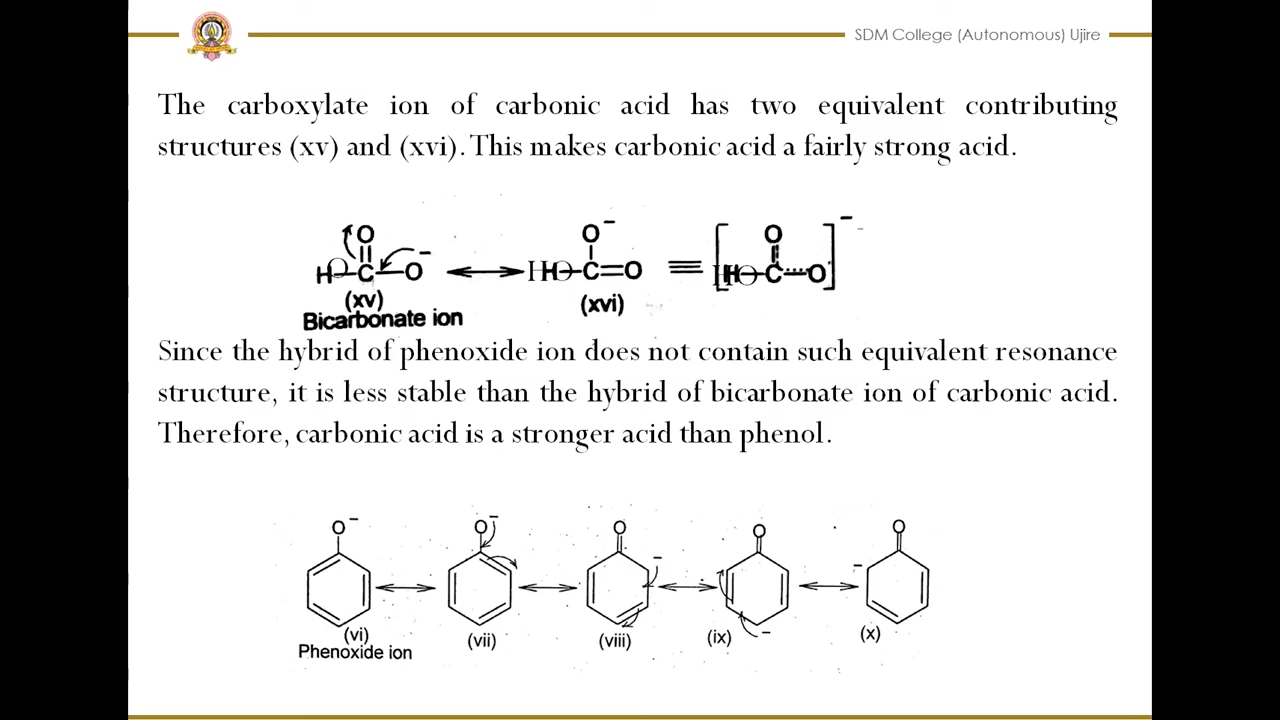 SDM College (Autonomous) Ujire
The carboxylate ion of carbonic acid has two equivalent contributing
structures (xv) and (xvi). This makes carbonic acid a fairly strong acid.
O O − O −
HO−C−O − HO−C=O ≡ HO−C---O
(xv) (xvi)
Bicarbonate ion
Since the hybrid of phenoxide ion does not contain such equivalent resonance
structure, it is less stable than the hybrid of bicarbonate ion of carbonic acid.
Therefore, carbonic acid is a stronger acid than phenol.
O − O − O O O
(vi) (vii) (viii) (ix) (x)
Phenoxide ion